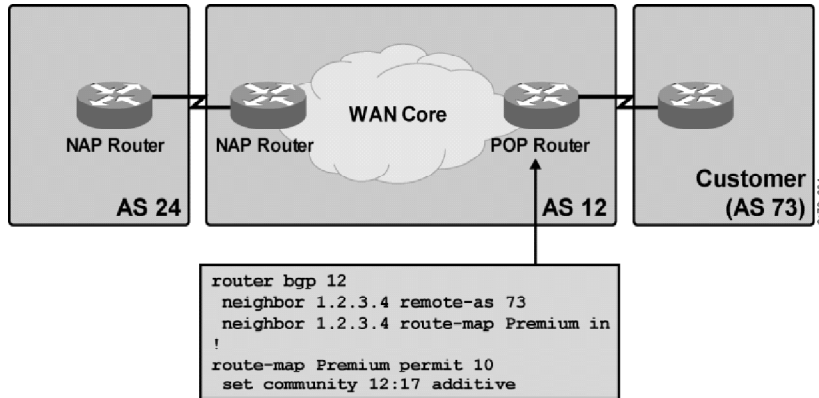 NAP Router
NAP Router
WAN Core
POP Router
AS 24
AS 12
Customer
(AS 73)
router bgp 12
neighbor 1.2.3.4 remote-as 73
neighbor 1.2.3.4 route-map Premium in
!
route-map Premium permit 10
set community 12:17 additive